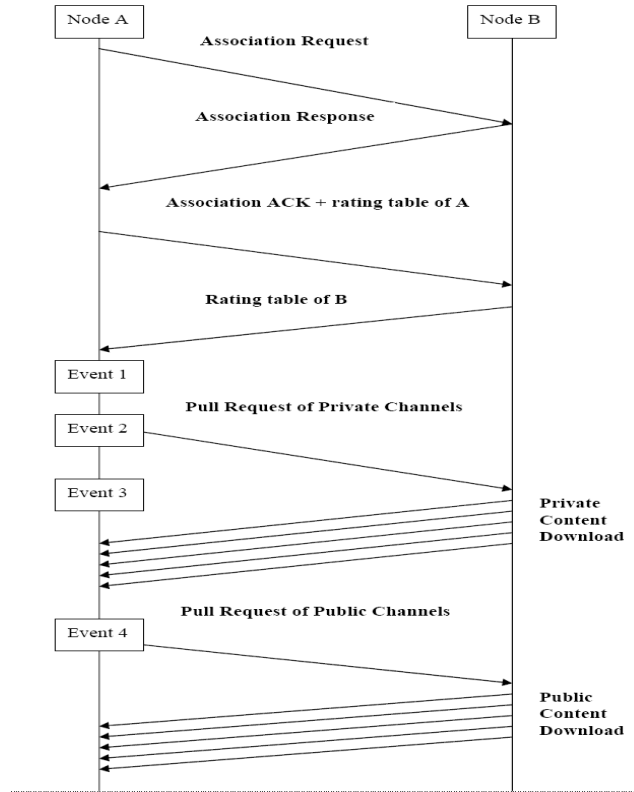 Node A
Node B
Association Request
Association Response
Association ACK + rating table of A
Rating table of B
Event 1
Pull Request of Private Channels
Event 2
Event 3
Private
Content
Download
Pull Request of Public Channels
Event 4
Public
Content
Download